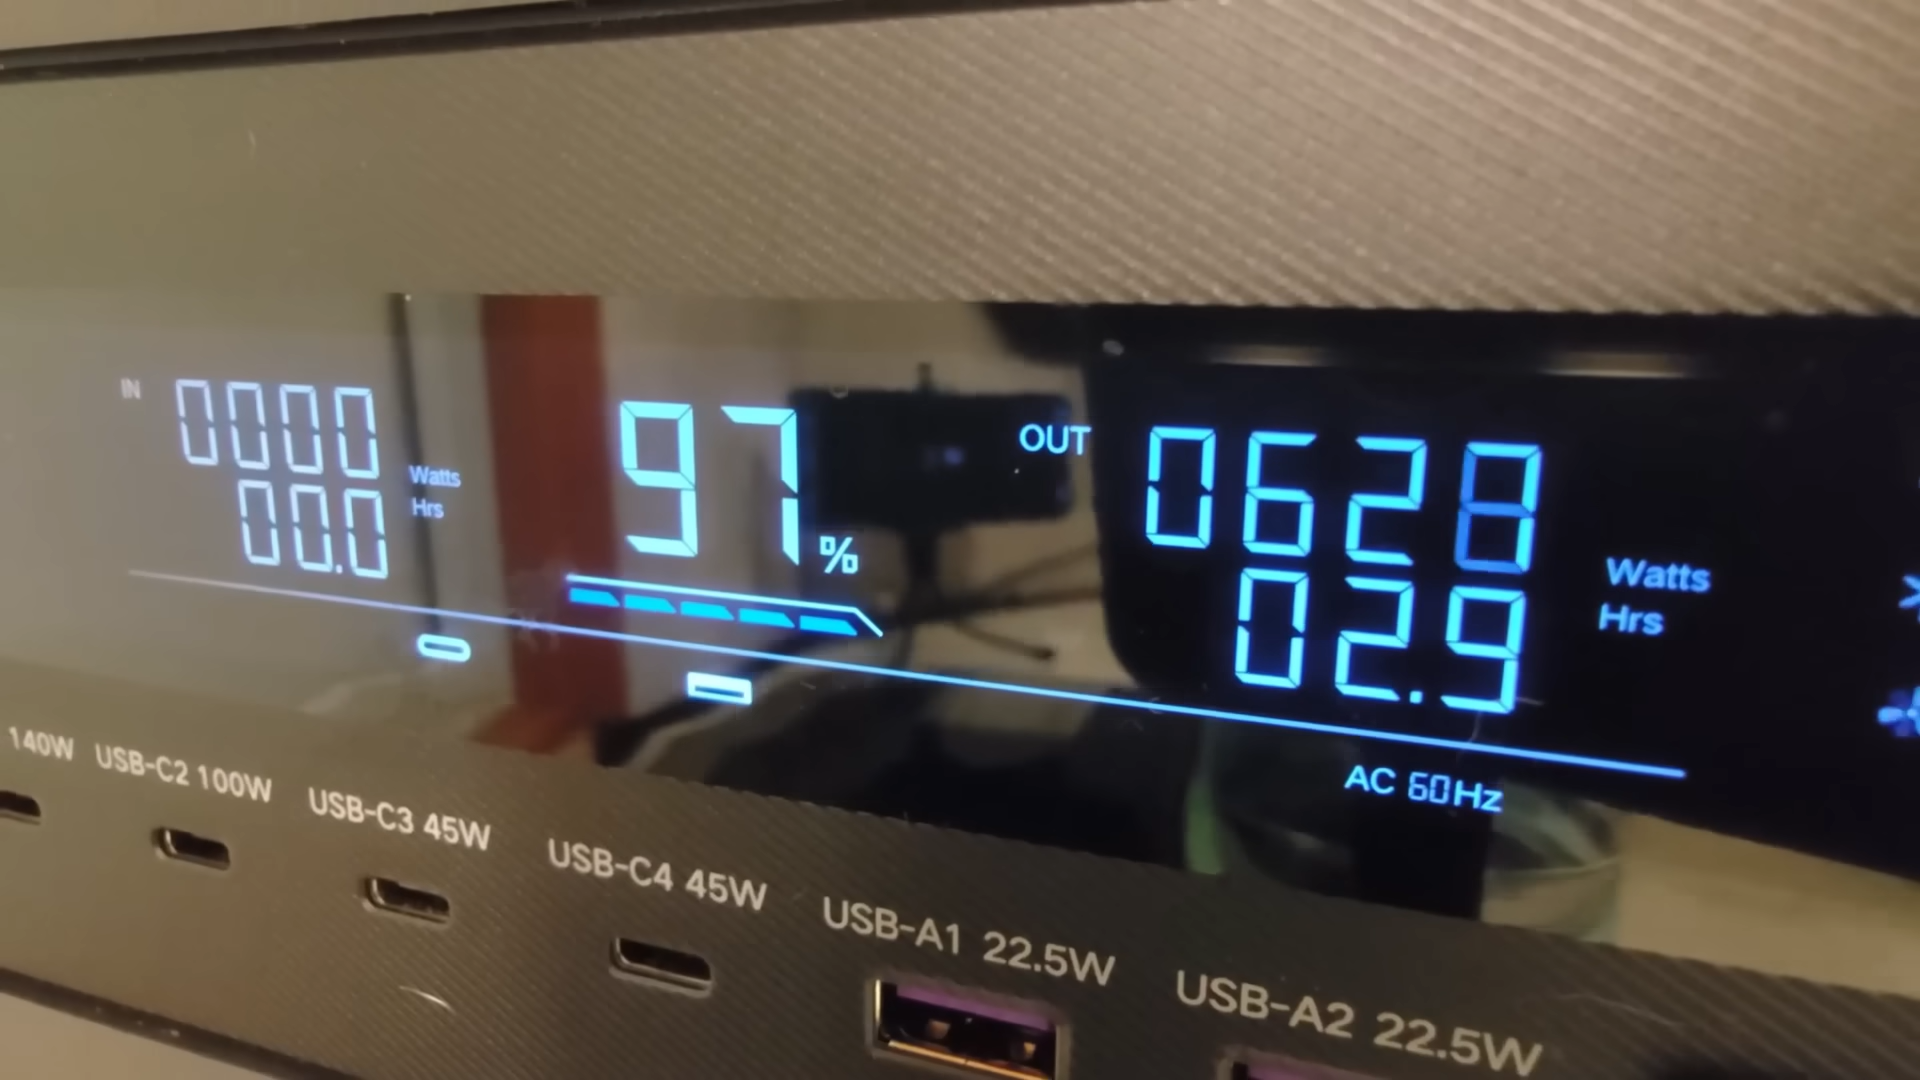 IN 0000 Watts
00.0 Hrs
97%
OUT 0628 Watts
02.9 Hrs
AC 60Hz
140W
USB-C2 100W
USB-C3 45W
USB-C4 45W
USB-A1 22.5W
USB-A2 22.5W